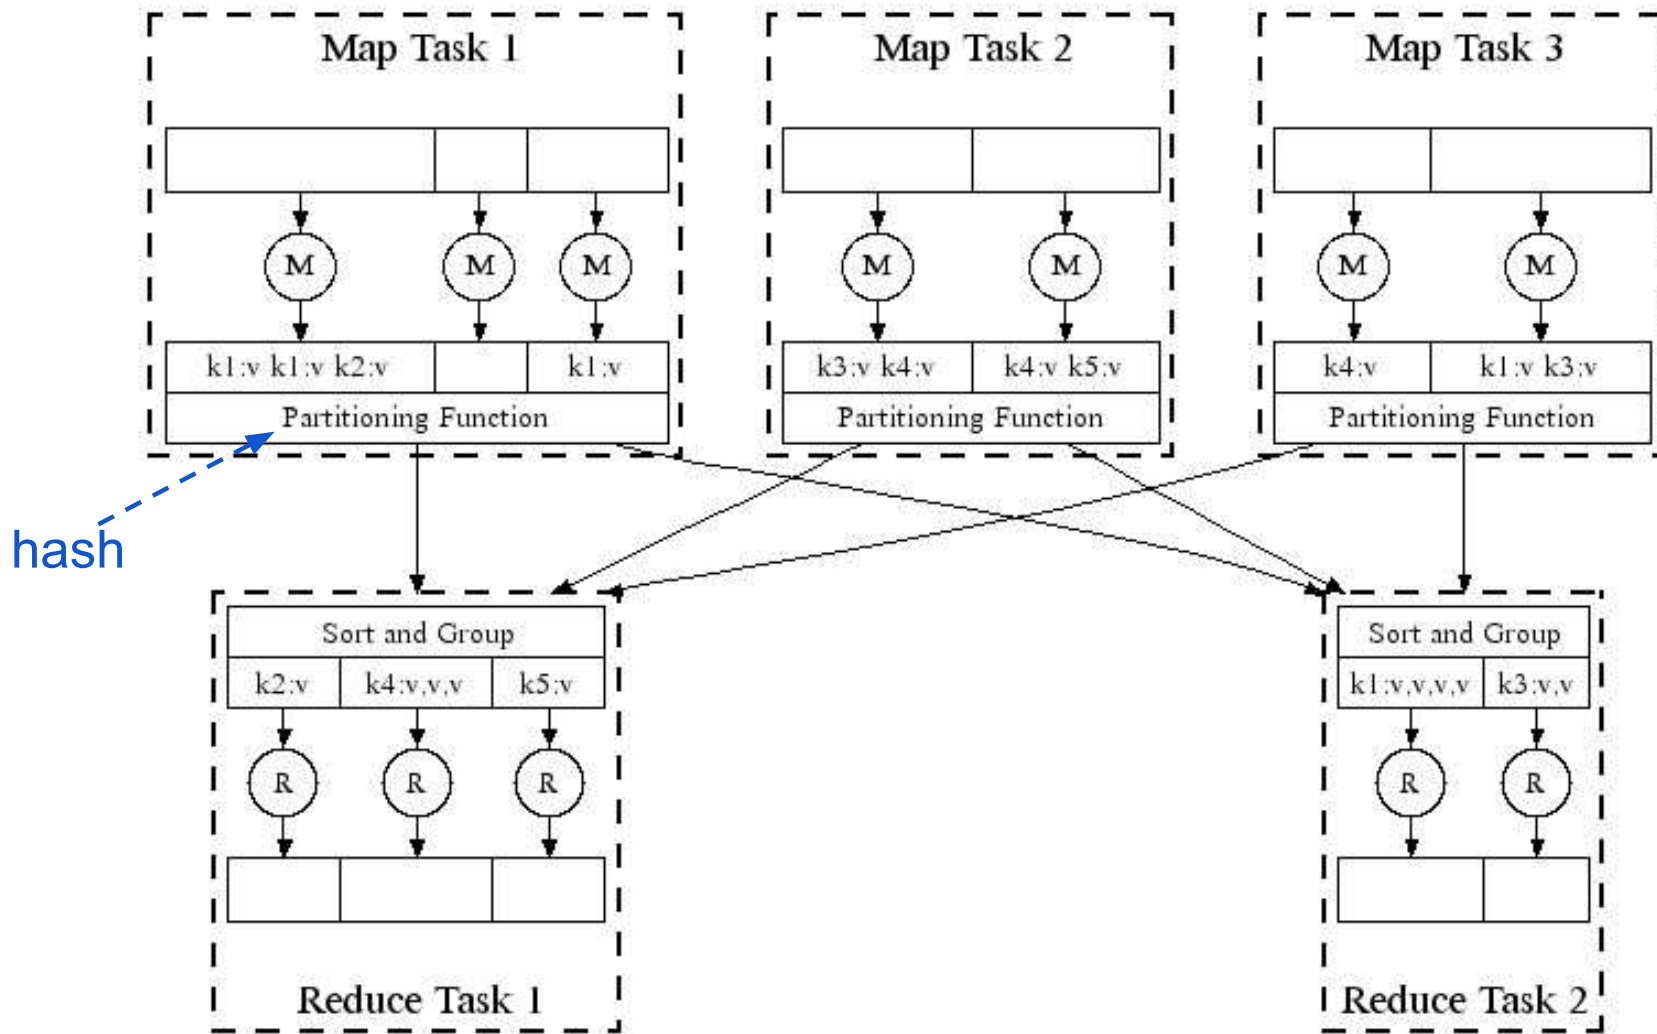 Map Task 1
Map Task 2
Map Task 3
M
M
M
M
M
M
M
k1:v k1:v k2:v
k1:v
k3:v k4:v
k4:v k5:v
k4:v
k1:v k3:v
Partitioning Function
Partitioning Function
Partitioning Function
hash
Sort and Group
Sort and Group
k2:v
k4:v,v,v
k5:v
k1:v,v,v,v
k3:v,v
R
R
R
R
R
Reduce Task 1
Reduce Task 2